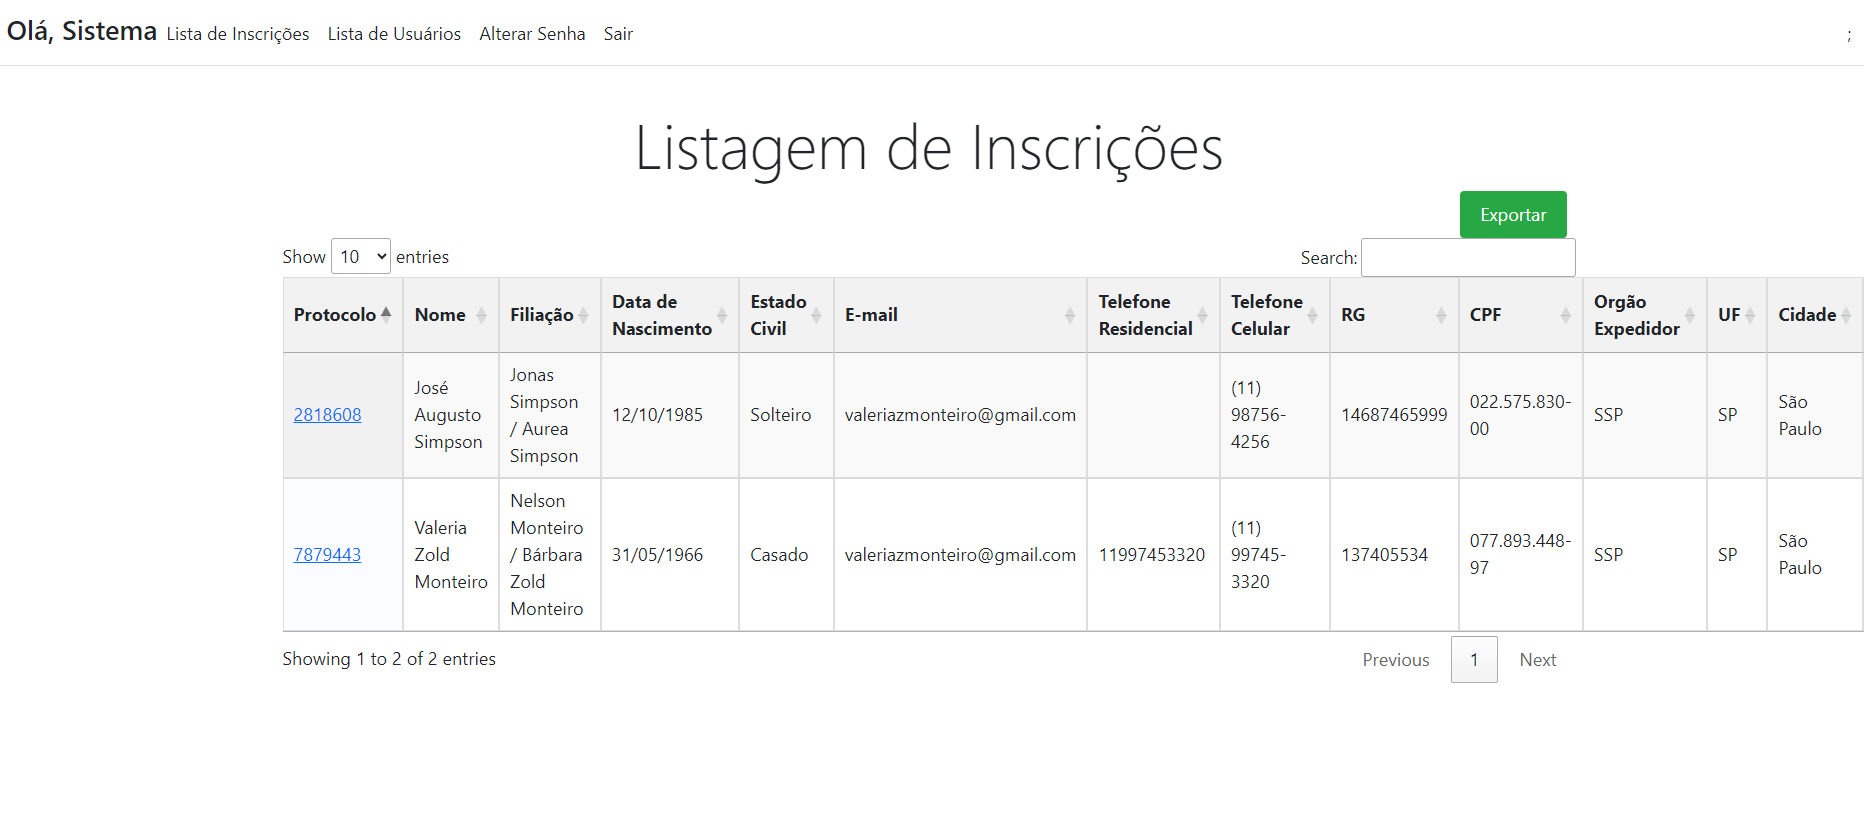 Olá, Sistema Lista de Inscrições Lista de Usuários Alterar Senha Sair ;
Listagem de Inscrições
Exportar
Show 10 entries Search:
Protocolo
Nome
Filiação
Data de
Nascimento
Estado
Civil
E-mail
Telefone
Residencial
Telefone
Celular
RG
CPF
Orgão
Expedidor
UF
Cidade
2818608
José
Augusto
Simpson
Jonas
Simpson
/ Aurea
Simpson
12/10/1985
Solteiro
valeriazmonteiro@gmail.com
(11)
98756-
4256
14687465999
022.575.830-
00
SSP
SP
São
Paulo
7879443
Valeria
Zold
Monteiro
Nelson
Monteiro
/ Bárbara
Zold
Monteiro
31/05/1966
Casado
valeriazmonteiro@gmail.com
11997453320
(11)
99745-
3320
137405534
077.893.448-
97
SSP
SP
São
Paulo
Showing 1 to 2 of 2 entries Previous 1 Next